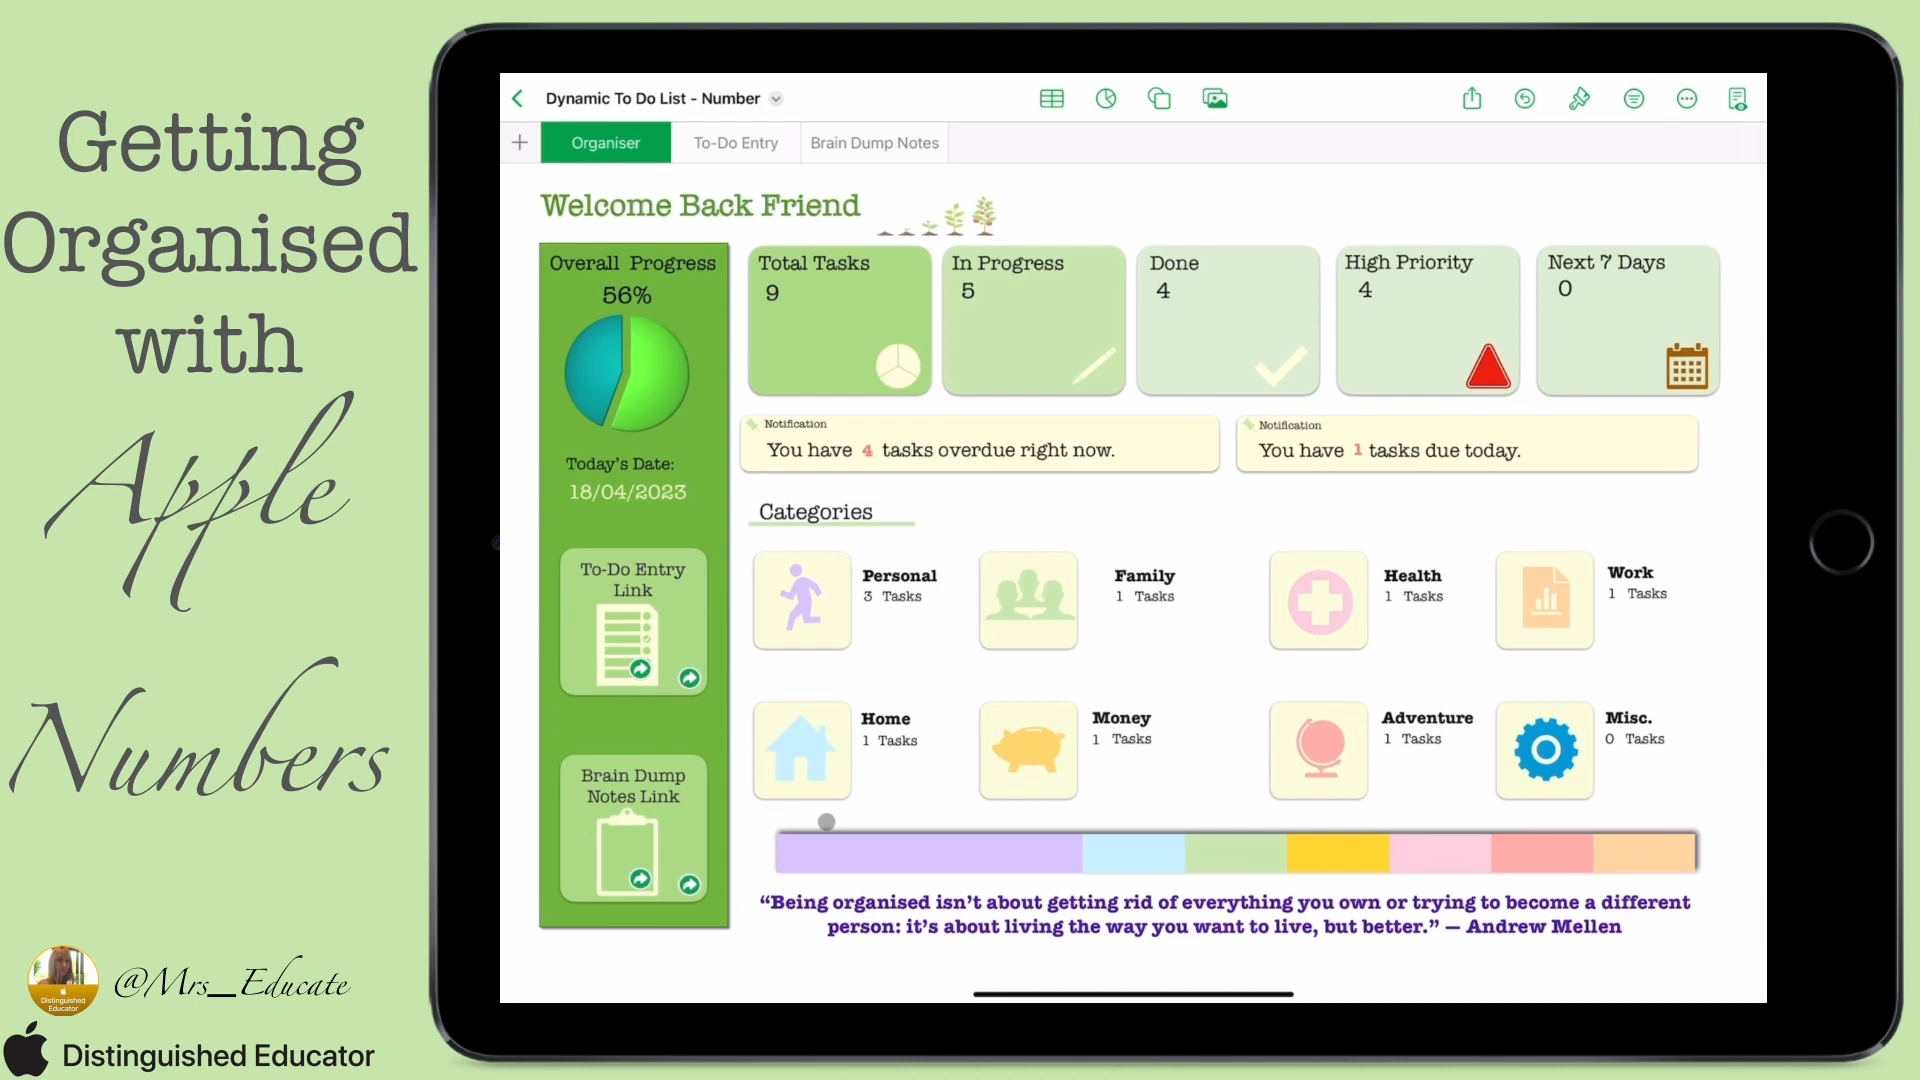 Getting
Organised
with
Apple
Numbers
@Mrs_Educate
Distinguished
Educator
Distinguished Educator
Dynamic To Do List - Number
Organiser
To-Do Entry
Brain Dump Notes
Welcome Back Friend
Overall Progress
56%
Today's Date:
18/04/2023
To-Do Entry
Link
Brain Dump
Notes Link
Total Tasks
9
In Progress
5
Done
4
High Priority
4
Next 7 Days
0
Notification
You have 4 tasks overdue right now.
Notification
You have 1 tasks due today.
Categories
Personal
3 Tasks
Family
1 Tasks
Health
1 Tasks
Work
1 Tasks
Home
1 Tasks
Money
1 Tasks
Adventure
1 Tasks
Misc.
0 Tasks
“Being organised isn’t about getting rid of everything you own or trying to become a different
person: it’s about living the way you want to live, but better.” — Andrew Mellen